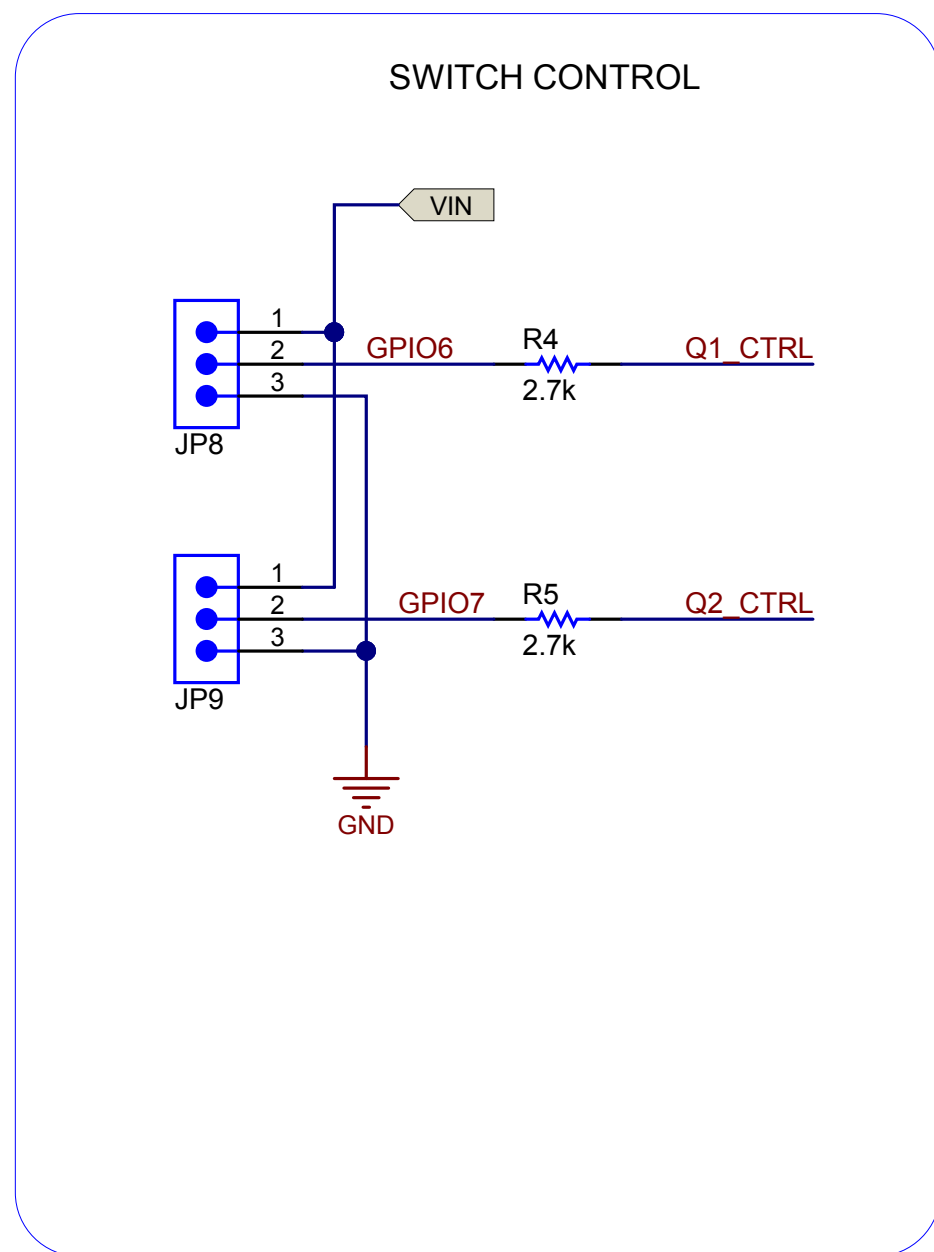 SWITCH CONTROL
VIN
1
2
3
JP8
GPIO6
R4
2.7k
Q1_CTRL
1
2
3
JP9
GPIO7
R5
2.7k
Q2_CTRL
GND